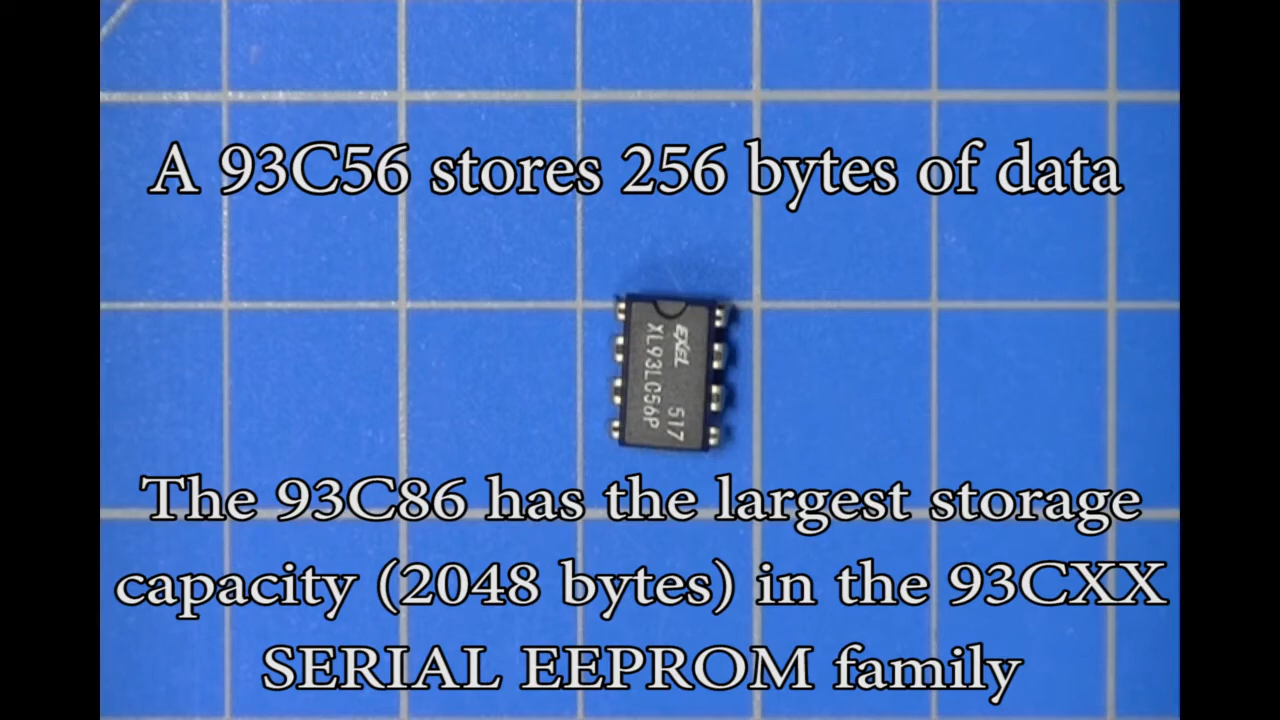 A 93C56 stores 256 bytes of data
EXEL 517
XL93LC56P
The 93C86 has the largest storage
capacity (2048 bytes) in the 93CXX
SERIAL EEPROM family